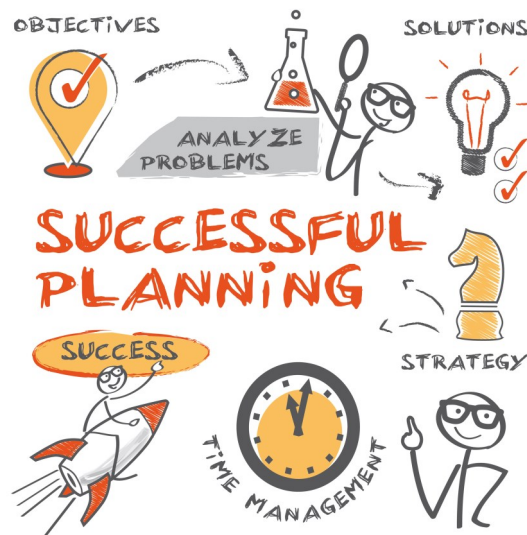 OBJECTIVES
SOLUTIONS
ANALYZE
PROBLEMS
SUCCESSFUL
PLANNiNG
STRATEGY
SUCCESS
TiME MANAGEMENT